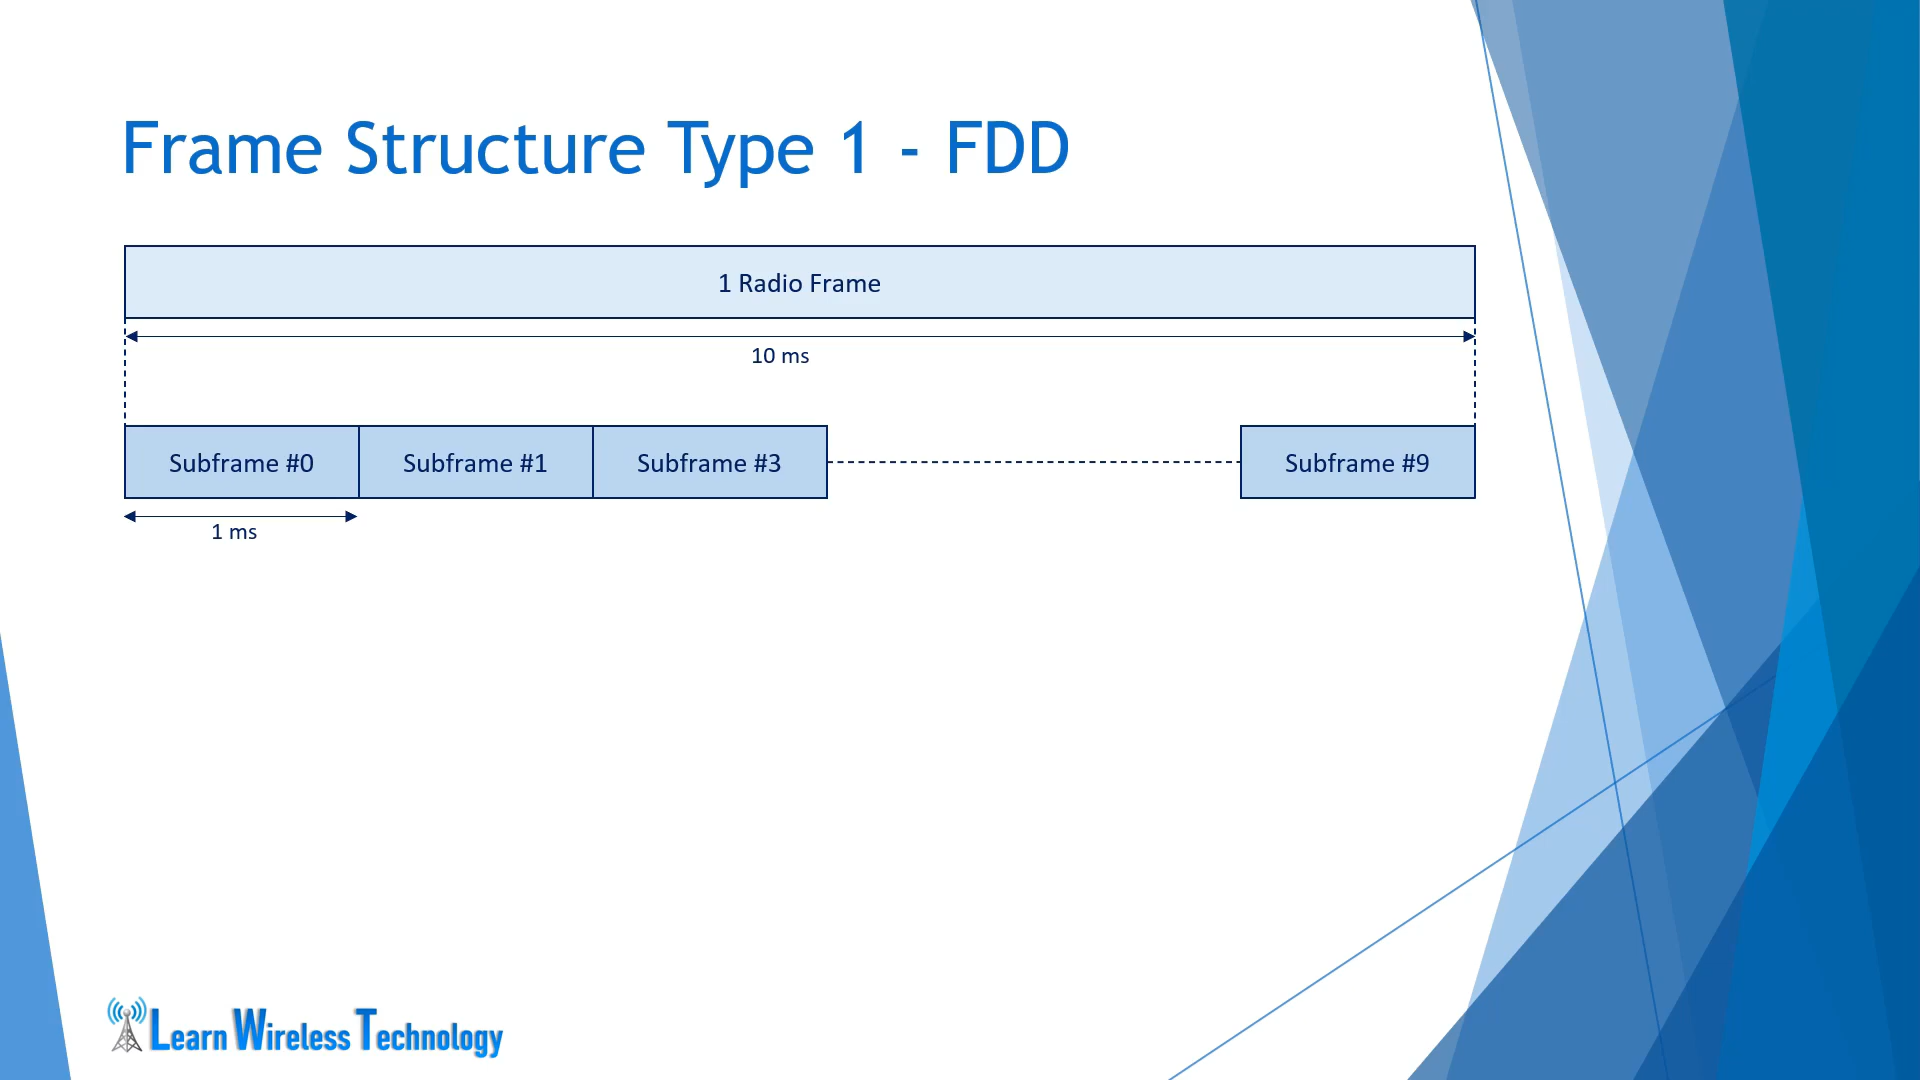 Frame Structure Type 1 - FDD
1 Radio Frame
10 ms
Subframe #0 Subframe #1 Subframe #3 Subframe #9
1 ms
Learn Wireless Technology